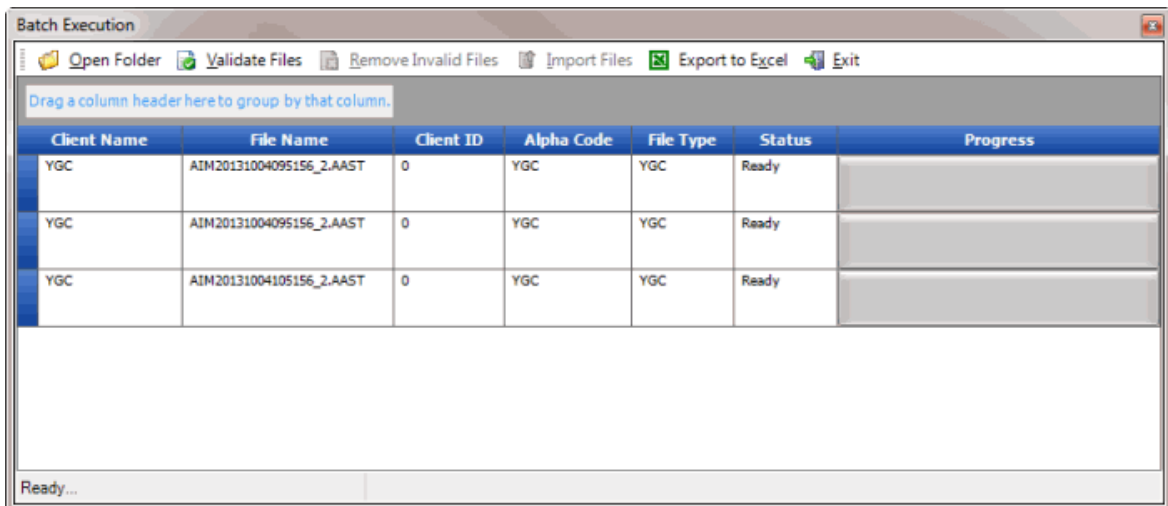 Batch Execution
Open Folder Validate Files Remove Invalid Files Import Files Export to Excel Exit
Drag a column header here to group by that column.
Client Name File Name Client ID Alpha Code File Type Status Progress
YGC AIM20131004095156_2.AAST 0 YGC YGC Ready
YGC AIM20131004095156_2.AAST 0 YGC YGC Ready
YGC AIM20131004105156_2.AAST 0 YGC YGC Ready
Ready...